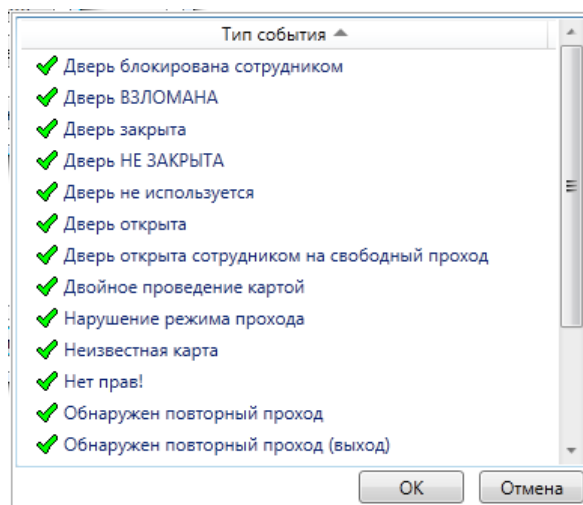 Тип события
Дверь блокирована сотрудником
Дверь ВЗЛОМАНА
Дверь закрыта
Дверь НЕ ЗАКРЫТА
Дверь не используется
Дверь открыта
Дверь открыта сотрудником на свободный проход
Двойное проведение картой
Нарушение режима прохода
Неизвестная карта
Нет прав!
Обнаружен повторный проход
Обнаружен повторный проход (выход)
ОК Отмена